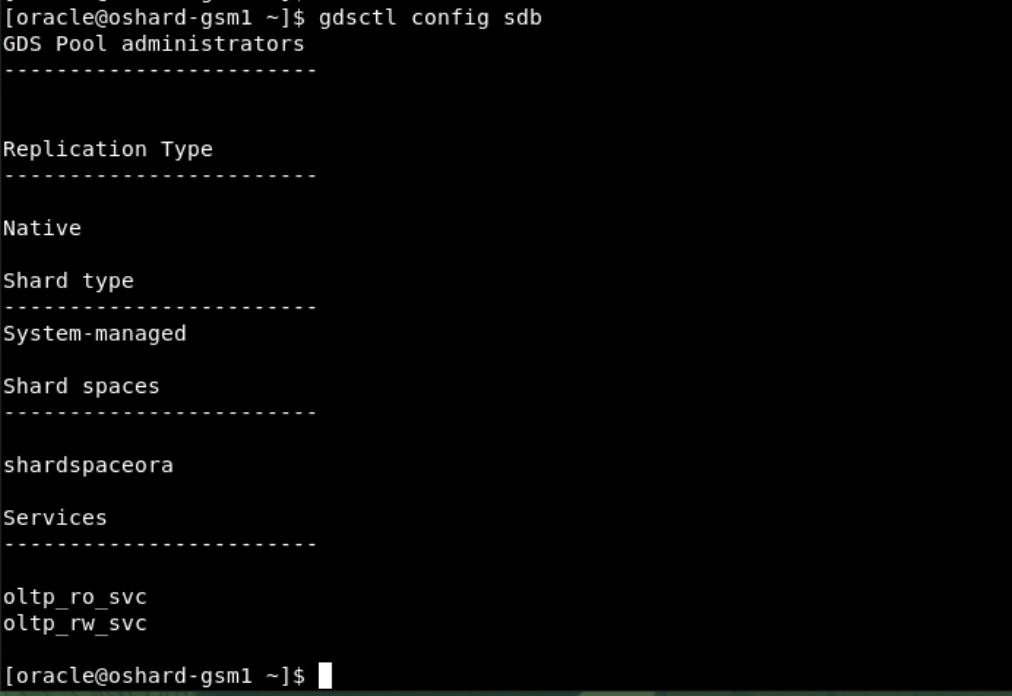 [oracle@oshard-gsm1 ~]$ gdsctl config sdb
GDS Pool administrators
------------------------
Replication Type
------------------------
Native
Shard type
------------------------
System-managed
Shard spaces
------------------------
shardspaceora
Services
------------------------
oltp_ro_svc
oltp_rw_svc
[oracle@oshard-gsm1 ~]$